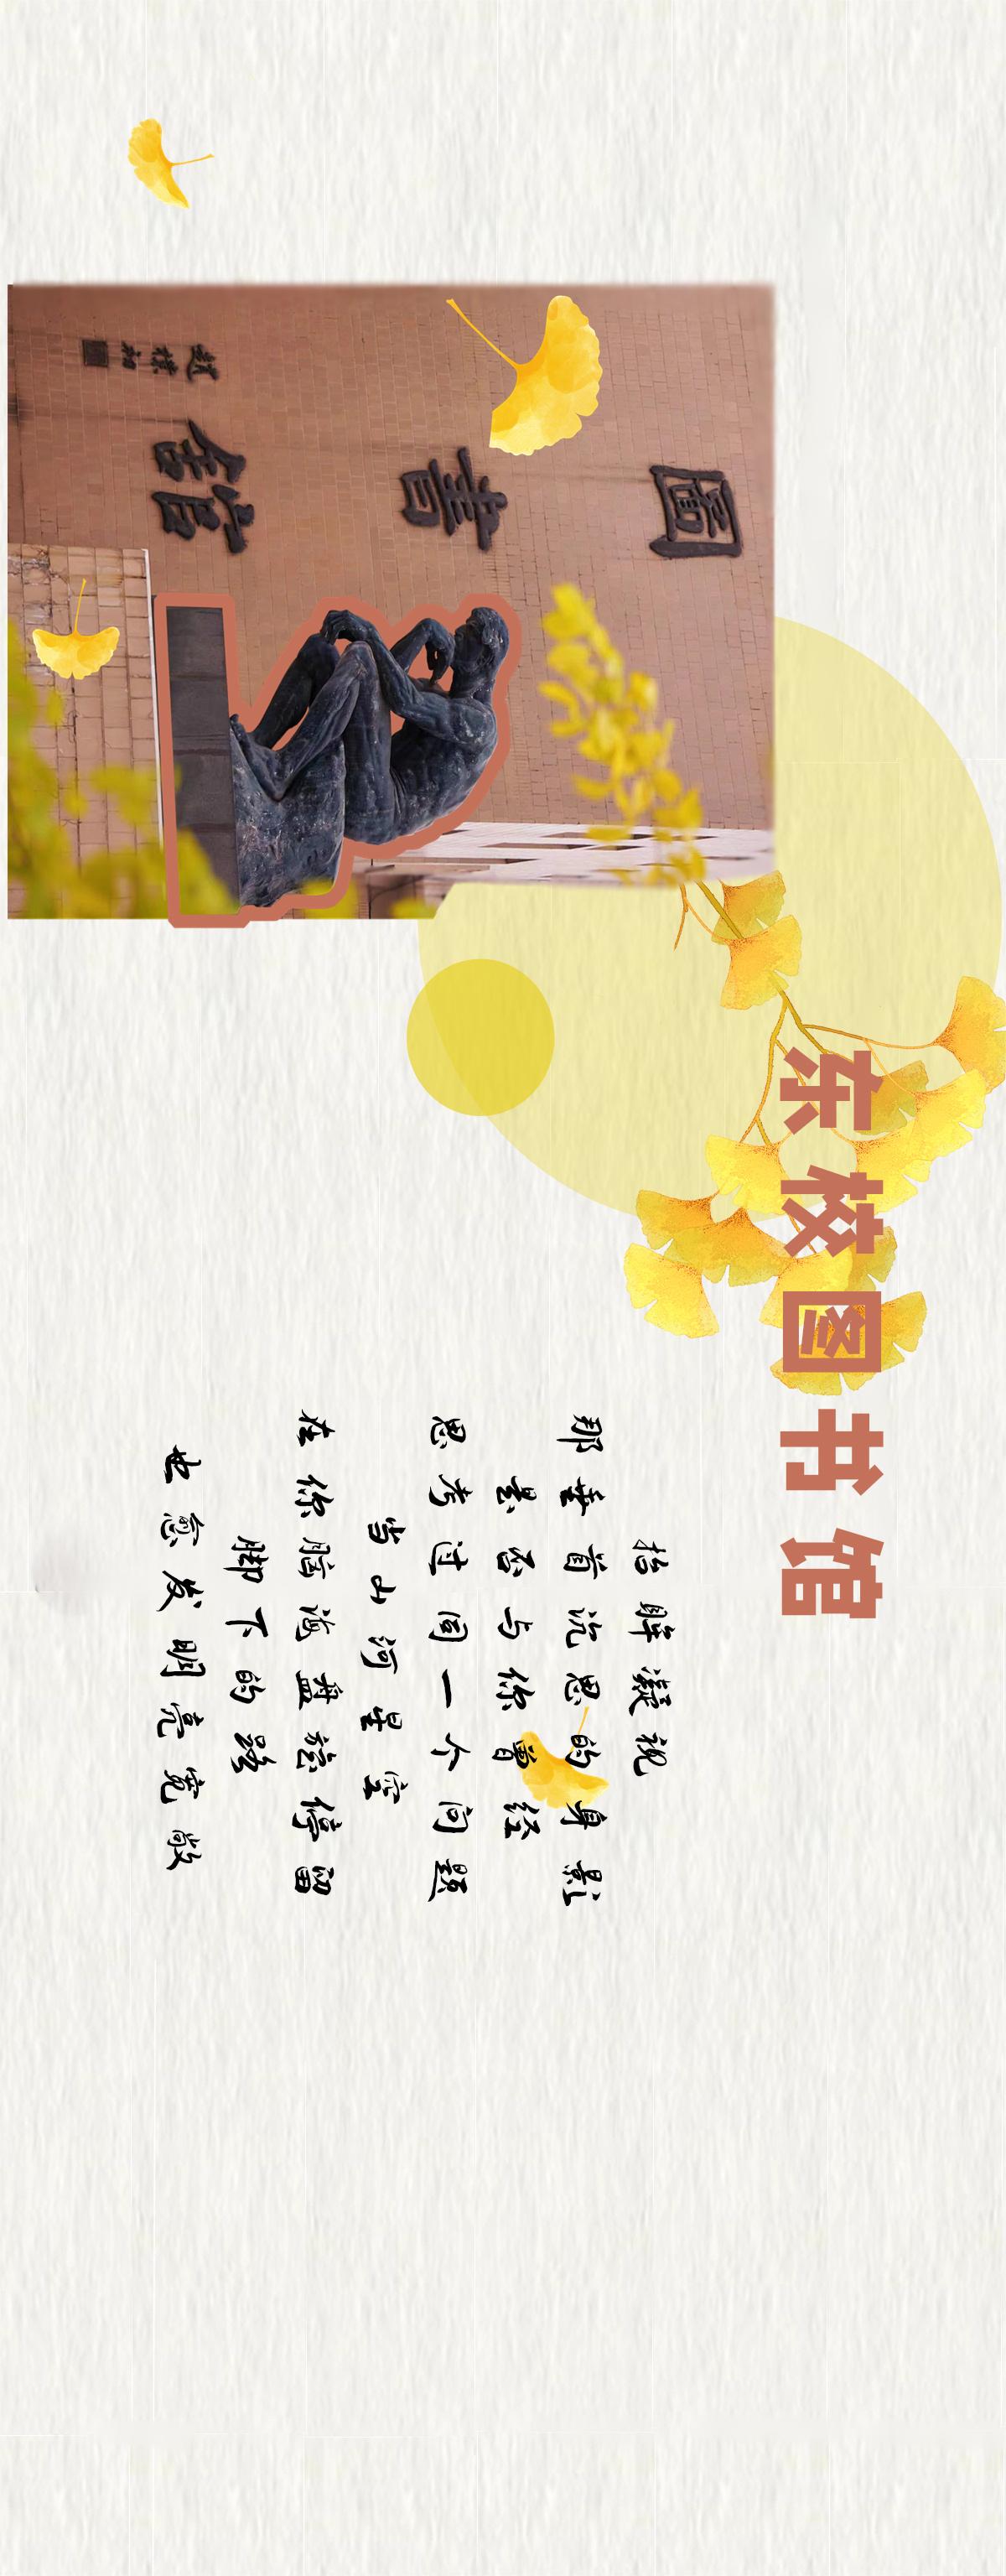 圖書館
趙樸初
东校图书馆
抬眸凝视
那垂首沉思的身影
是否与你曾经
思考过同一个问题
当山河星空
在你脑海盘旋停留
脚下的路
也愈发明亮宽敞